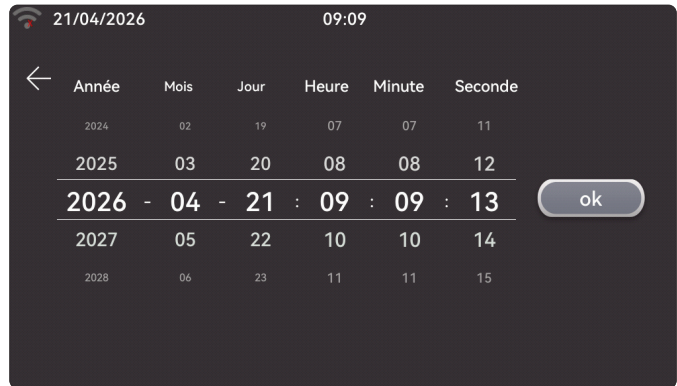 21/04/2026 09:09
Année Mois Jour Heure Minute Seconde
2024 02 19 07 07 11
2025 03 20 08 08 12
2026 - 04 - 21 : 09 : 09 : 13 ok
2027 05 22 10 10 14
2028 06 23 11 11 15